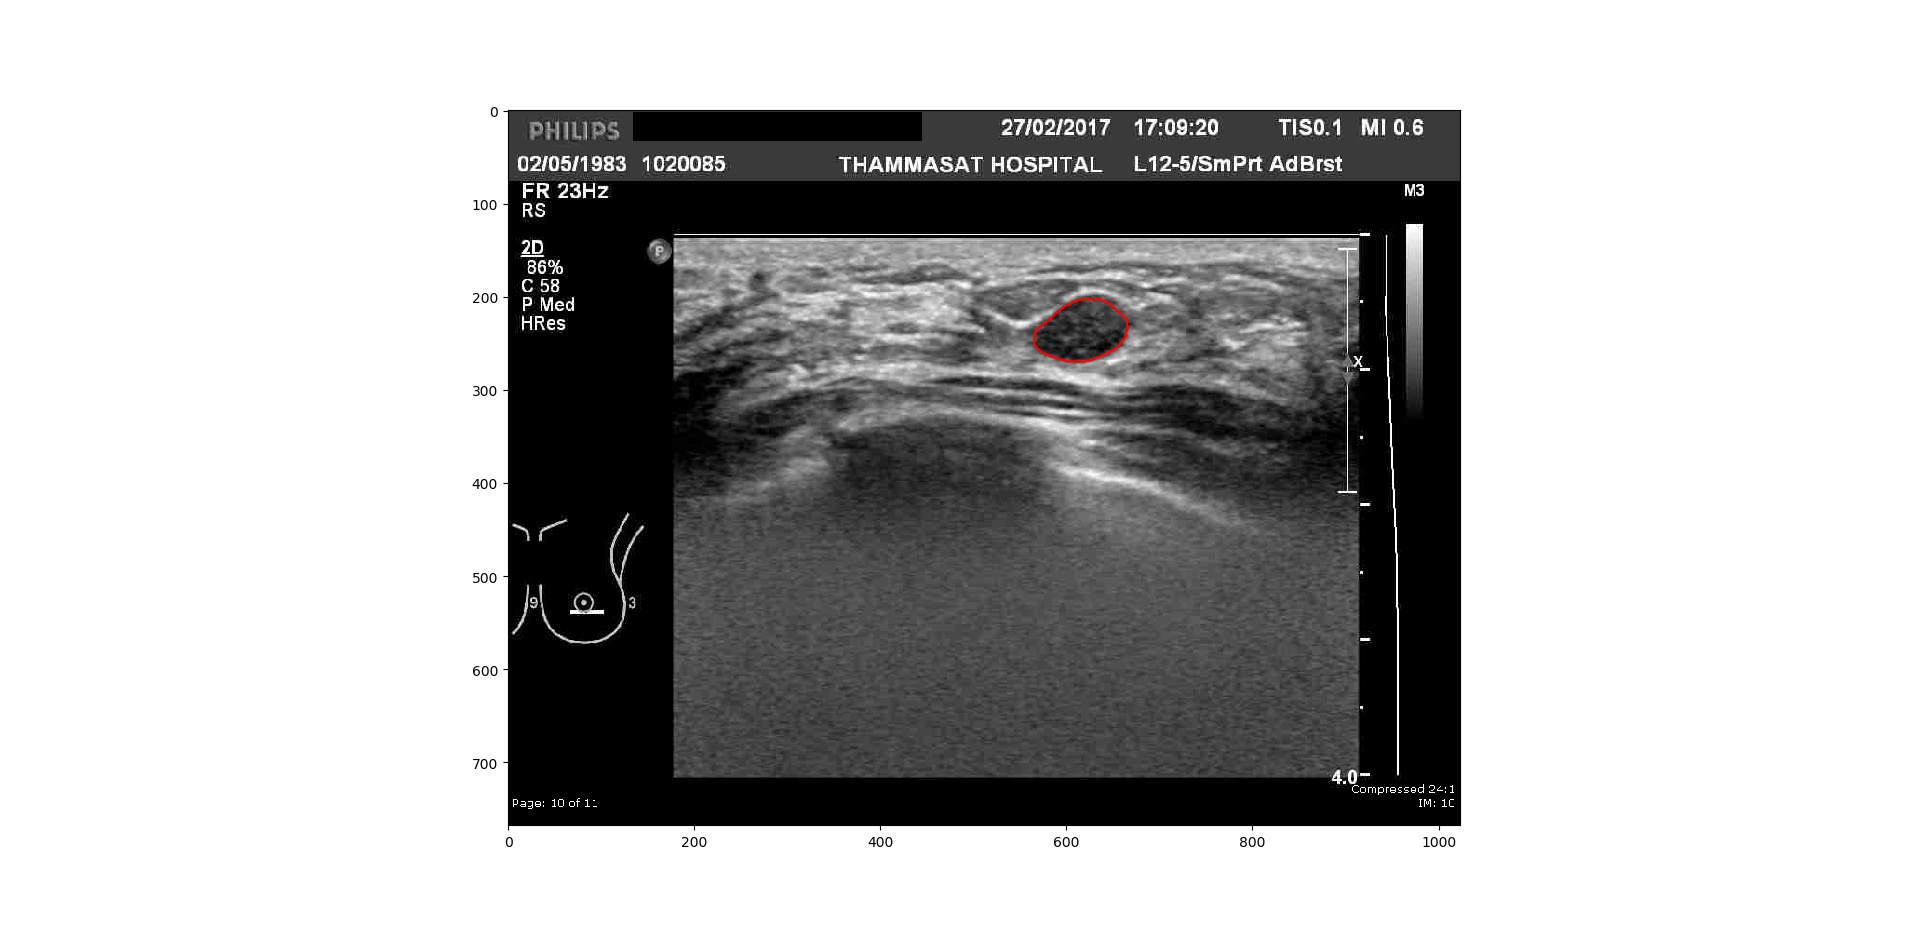 PHILIPS 27/02/2017 17:09:20 TIS0.1 MI 0.6
02/05/1983 1020085 THAMMASAT HOSPITAL L12-5/SmPrt AdBrst
FR 23Hz
RS
M3
2D
86%
C 58
P Med
HRes
P
X
9 3
4.0
Compressed 24:1
Page: 10 of 11
IM: 10
0
100
200
300
400
500
600
700
0 200 400 600 800 1000